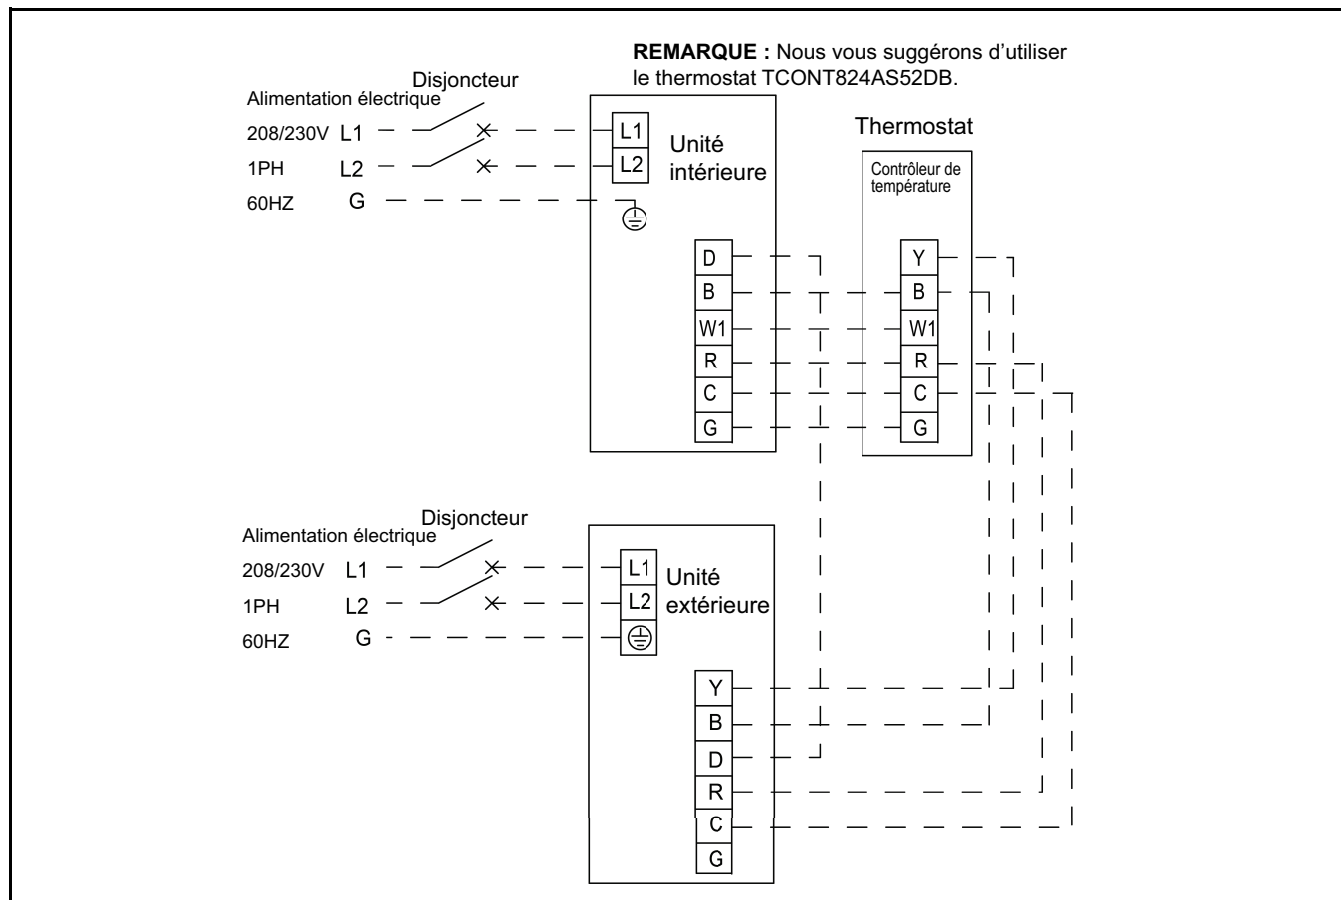 REMARQUE : Nous vous suggérons d'utiliser
le thermostat TCONT824AS52DB.
Disjoncteur
Alimentation électrique
208/230V L1
1PH L2
60HZ G
L1
L2
Unité
intérieure
D
B
W1
R
C
G
Thermostat
Contrôleur de
température
Y
B
W1
R
C
G
Disjoncteur
Alimentation électrique
208/230V L1
1PH L2
60HZ G
L1
L2
Unité
extérieure
Y
B
D
R
C
G